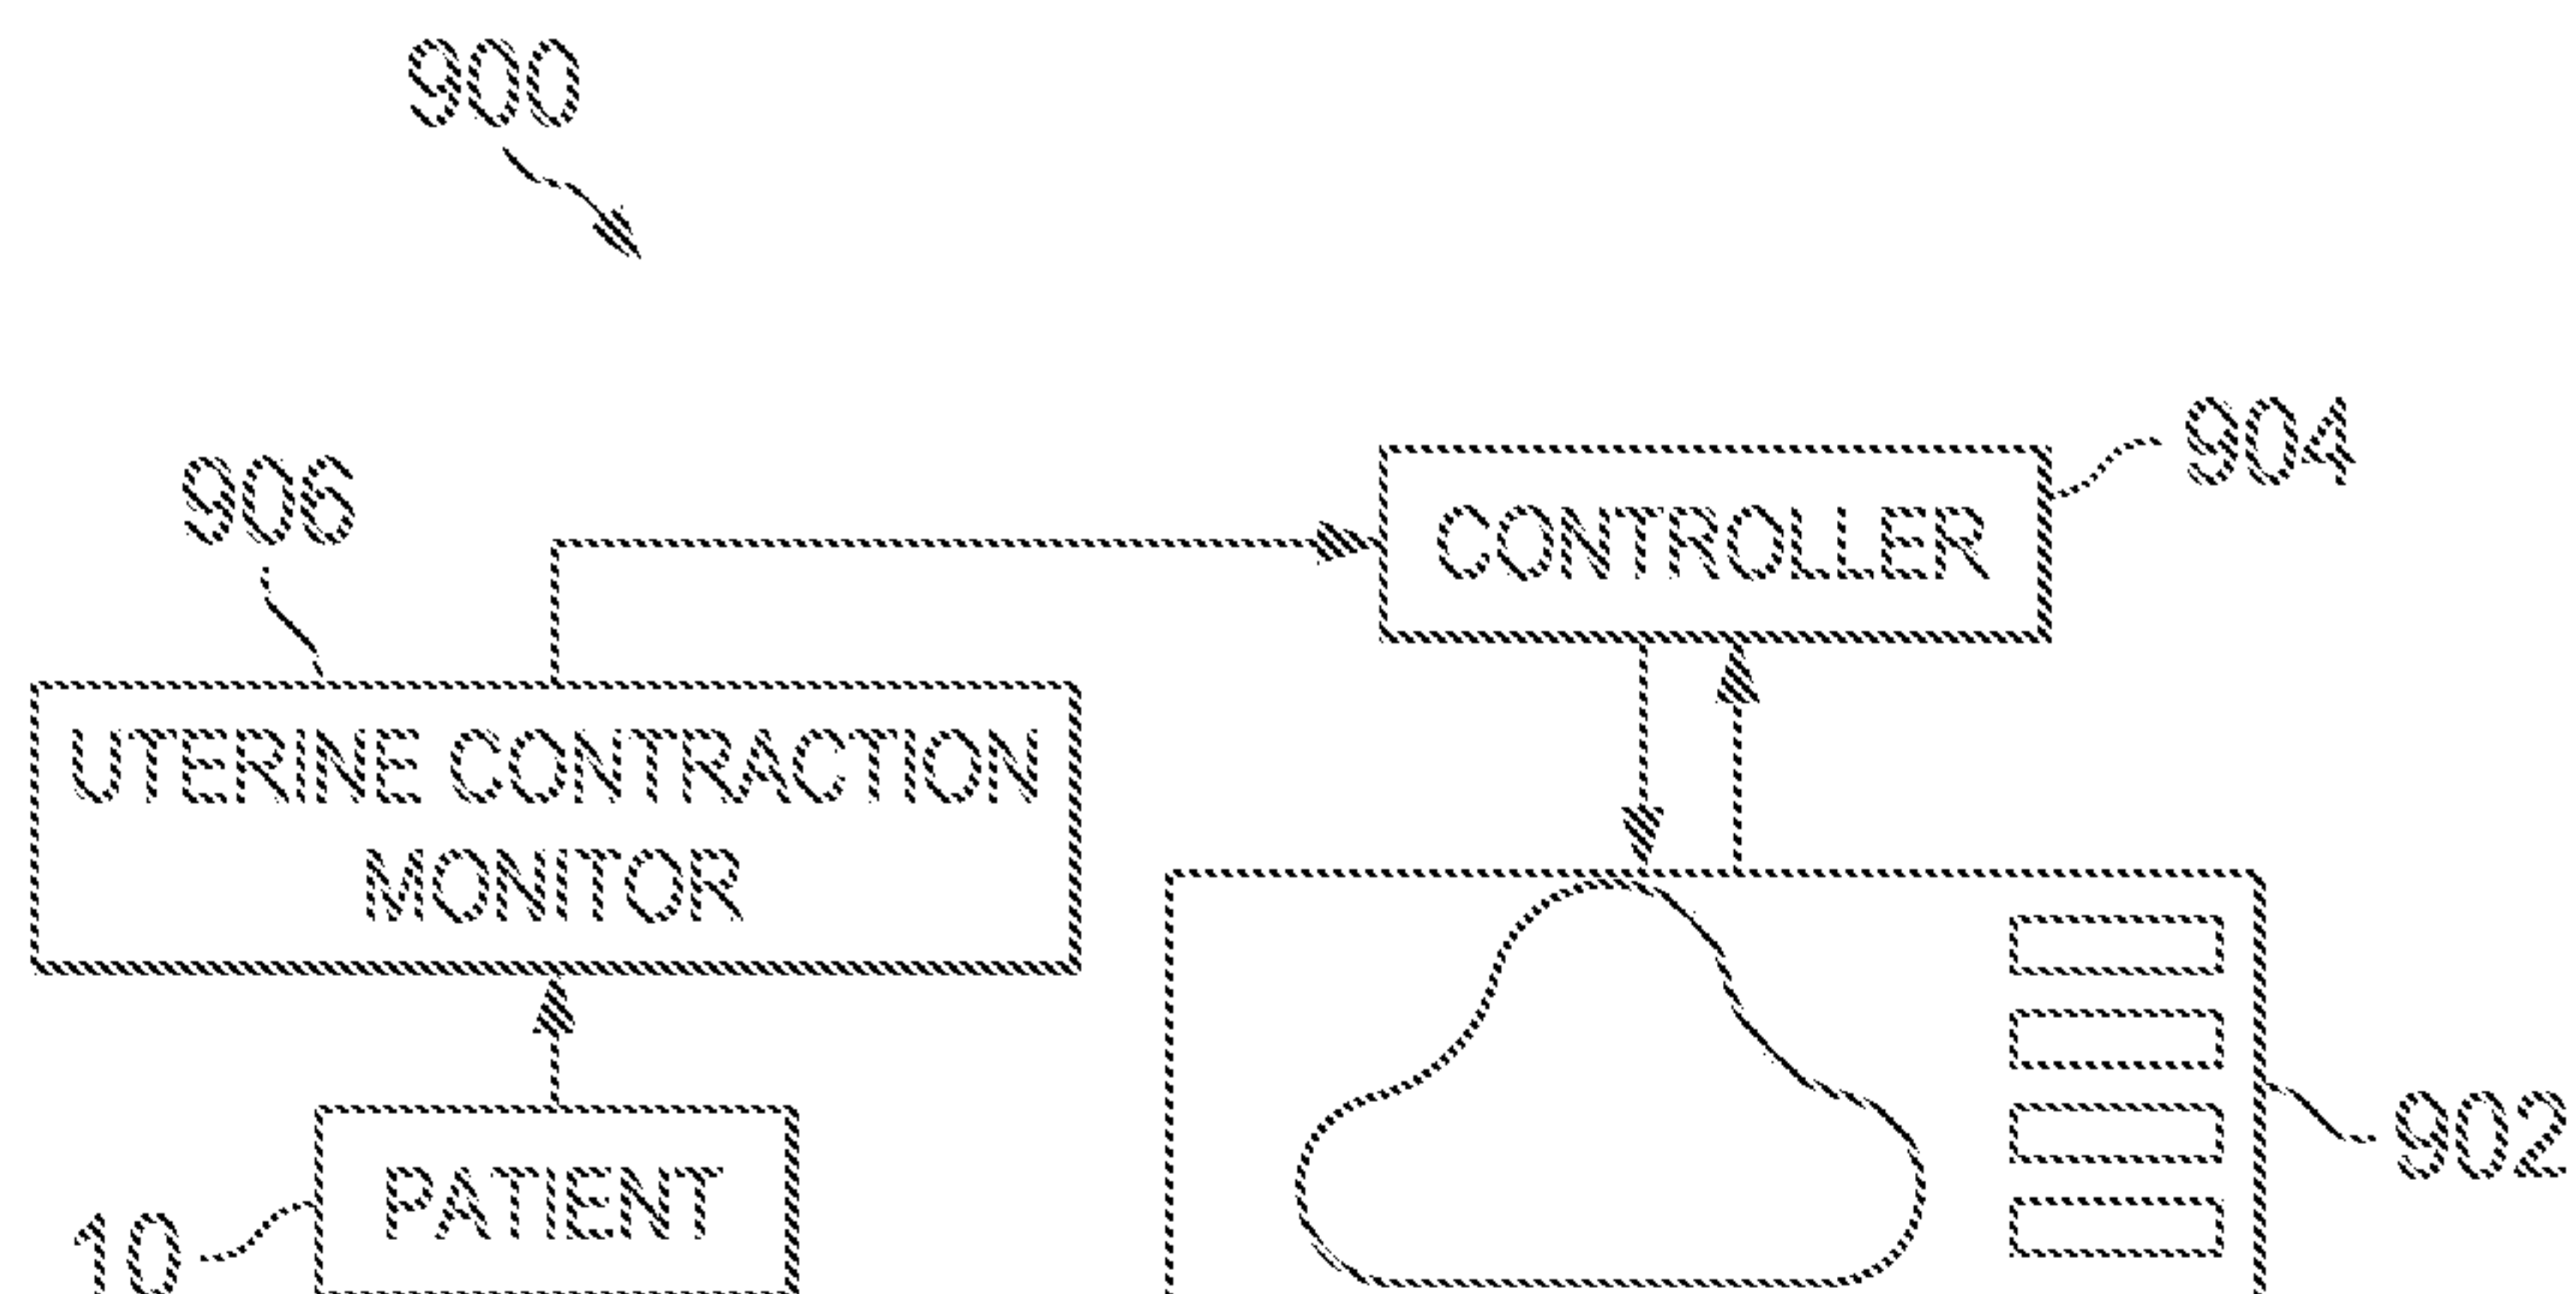 900
904
906
CONTROLLER
UTERINE CONTRACTION
MONITOR
902
PATIENT
10